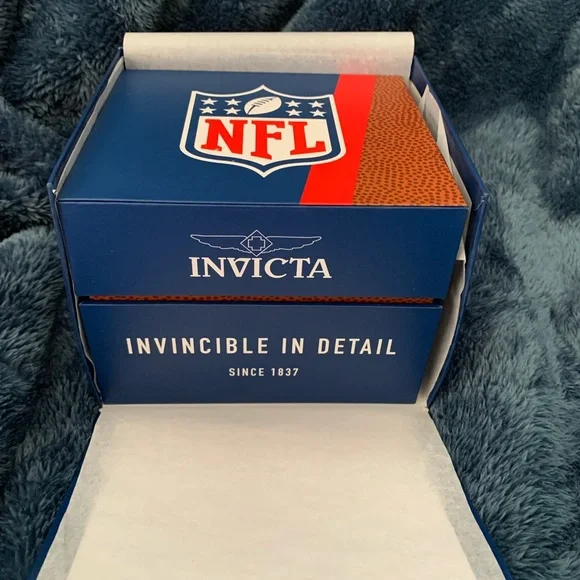 NFL
INVICTA
INVINCIBLE IN DETAIL
SINCE 1837